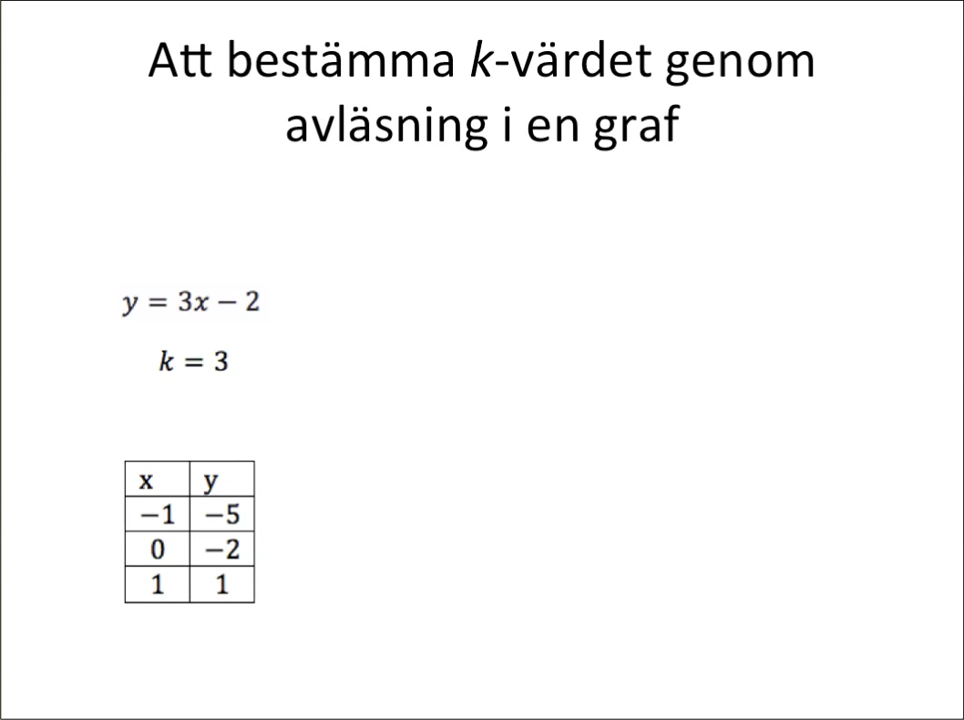 Att bestämma k-värdet genom
avläsning i en graf
y = 3x − 2
k = 3
x y
−1 −5
0 −2
1 1